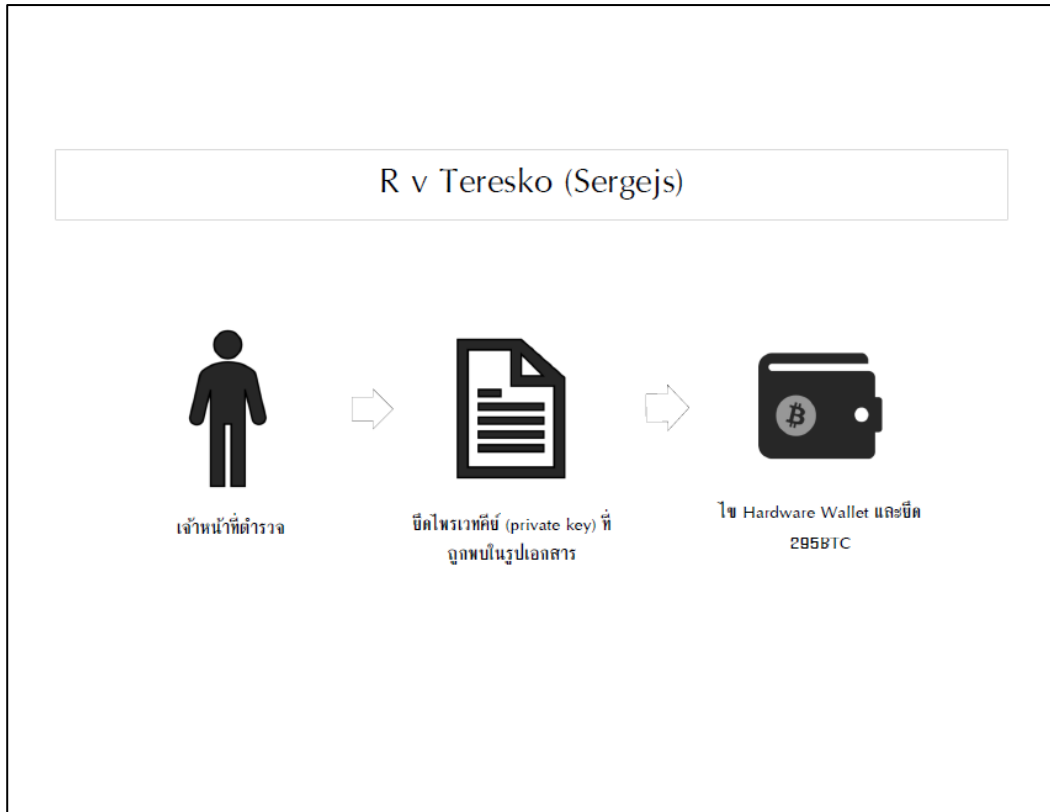 R v Teresko (Sergejs)
เจ้าหน้าที่ตำรวจ
ยึดไพรเวทคีย์ (private key) ที่
ถูกพบในรูปเอกสาร
ไข Hardware Wallet และยึด
295BTC